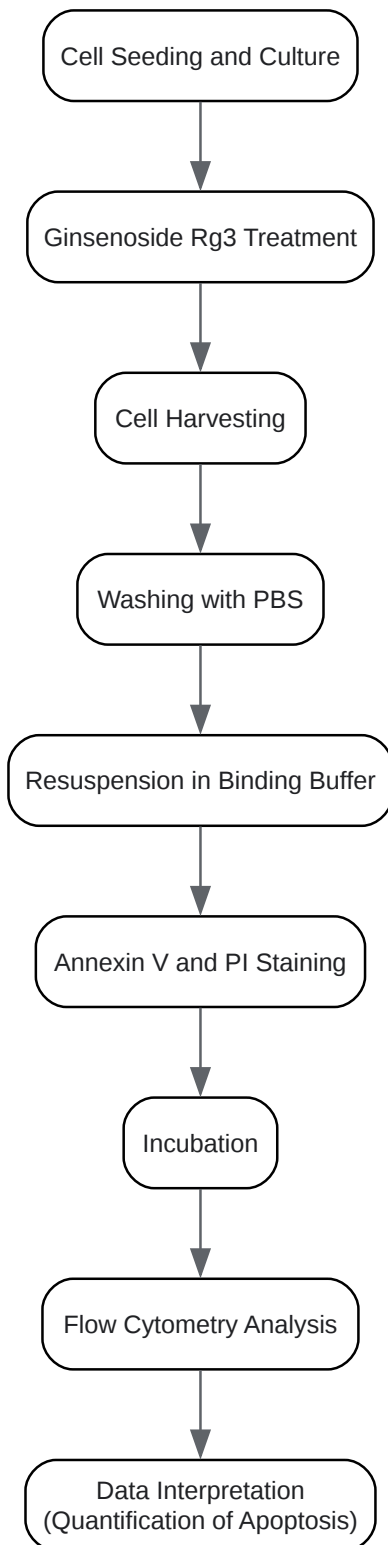 Cell Seeding and Culture
Ginsenoside Rg3 Treatment
Cell Harvesting
Washing with PBS
Resuspension in Binding Buffer
Annexin V and PI Staining
Incubation
Flow Cytometry Analysis
Data Interpretation
(Quantification of Apoptosis)